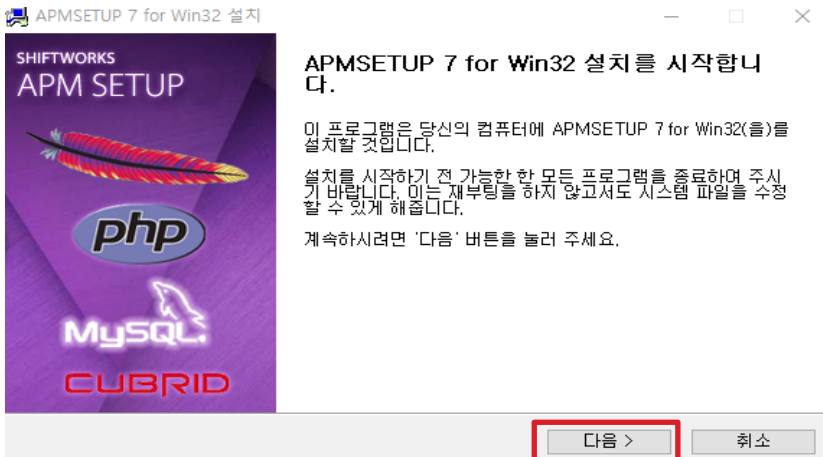 APMSETUP 7 for Win32 설치
SHIFTWORKS
APM SETUP
php
MySQL.
CUBRID
APMSETUP 7 for Win32 설치를 시작합니
다.
이 프로그램은 당신의 컴퓨터에 APMSETUP 7 for Win32(을)를
설치할 것입니다.
설치를 시작하기 전 가능한 한 모든 프로그램을 종료하여 주시
기 바랍니다. 이는 재부팅을 하지 않고서도 시스템 파일을 수정
할 수 있게 해줍니다.
계속하시려면 '다음' 버튼을 눌러 주세요.
다음 >
취소